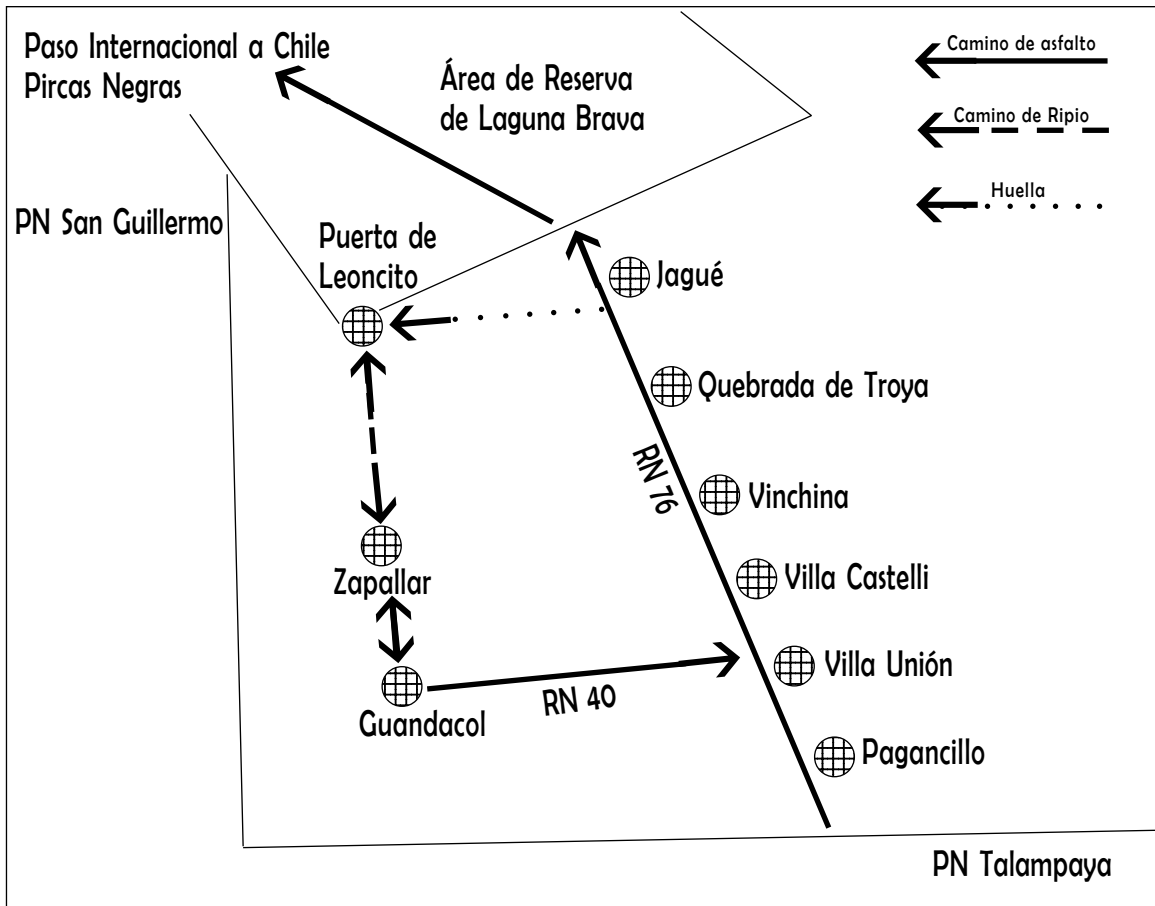 Paso Internacional a Chile
Pircas Negras
Área de Reserva
de Laguna Brava
Camino de asfalto
Camino de Ripio
Huella
PN San Guillermo
Puerta de
Leoncito
Jagué
Quebrada de Troya
RN 76
Vinchina
Zapallar
Villa Castelli
Villa Unión
Guandacol
RN 40
Pagancillo
PN Talampaya